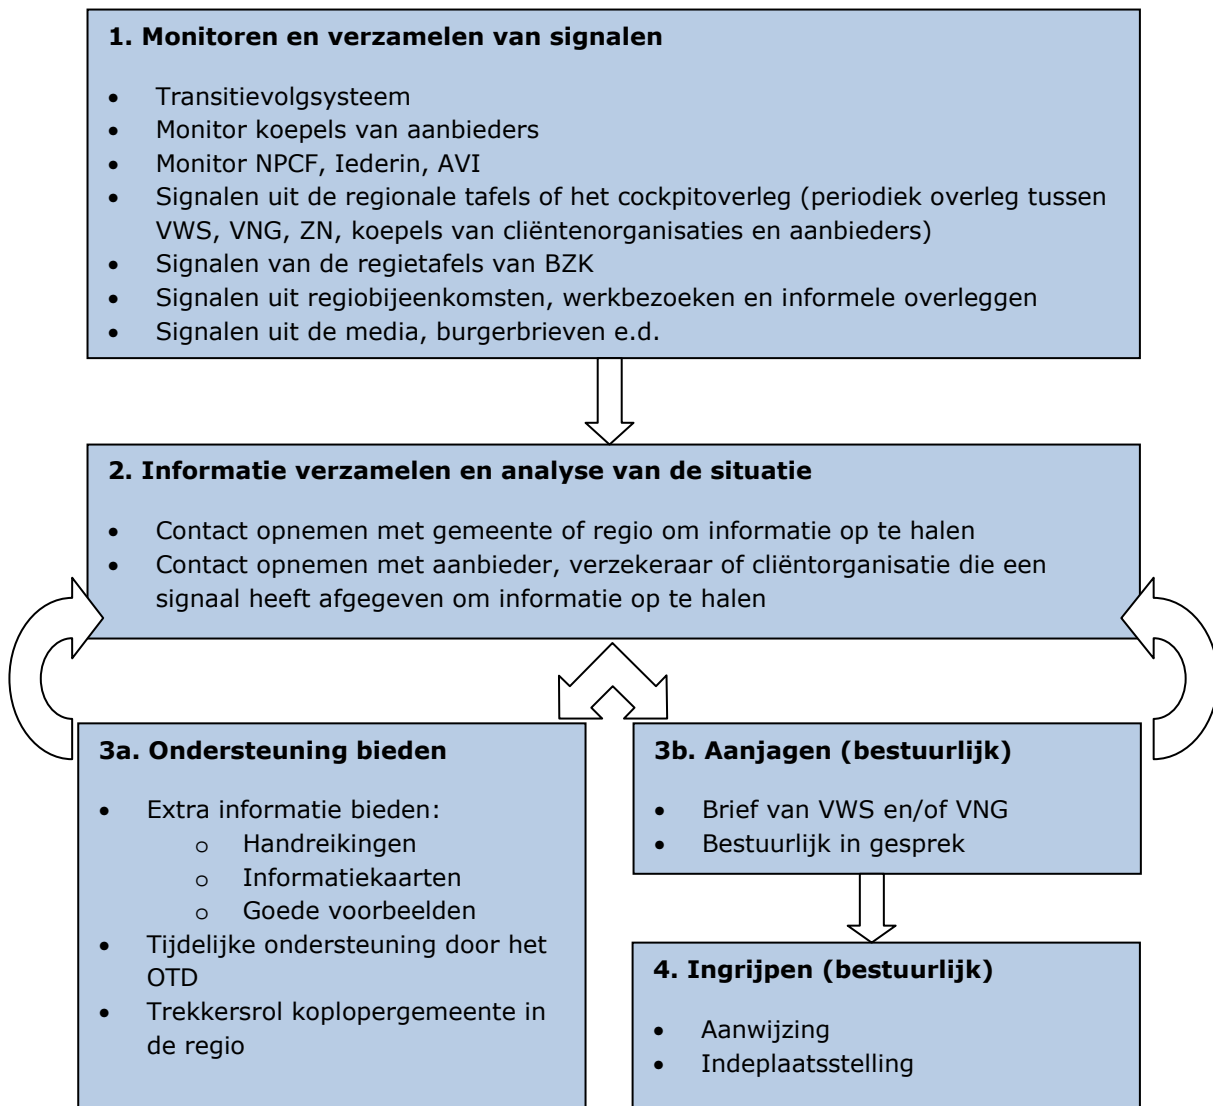 1. Monitoren en verzamelen van signalen
• Transitievolgsysteem
• Monitor koepels van aanbieders
• Monitor NPCF, Iederin, AVI
• Signalen uit de regionale tafels of het cockpitoverleg (periodiek overleg tussen
VWS, VNG, ZN, koepels van cliëntenorganisaties en aanbieders)
• Signalen van de regietafels van BZK
• Signalen uit regiobijeenkomsten, werkbezoeken en informele overleggen
• Signalen uit de media, burgerbrieven e.d.
2. Informatie verzamelen en analyse van de situatie
• Contact opnemen met gemeente of regio om informatie op te halen
• Contact opnemen met aanbieder, verzekeraar of cliëntorganisatie die een
signaal heeft afgegeven om informatie op te halen
3a. Ondersteuning bieden
• Extra informatie bieden:
o Handreikingen
o Informatiekaarten
o Goede voorbeelden
• Tijdelijke ondersteuning door het
OTD
• Trekkersrol koplopergemeente in
de regio
3b. Aanjagen (bestuurlijk)
• Brief van VWS en/of VNG
• Bestuurlijk in gesprek
4. Ingrijpen (bestuurlijk)
• Aanwijzing
• Indeplaatsstelling